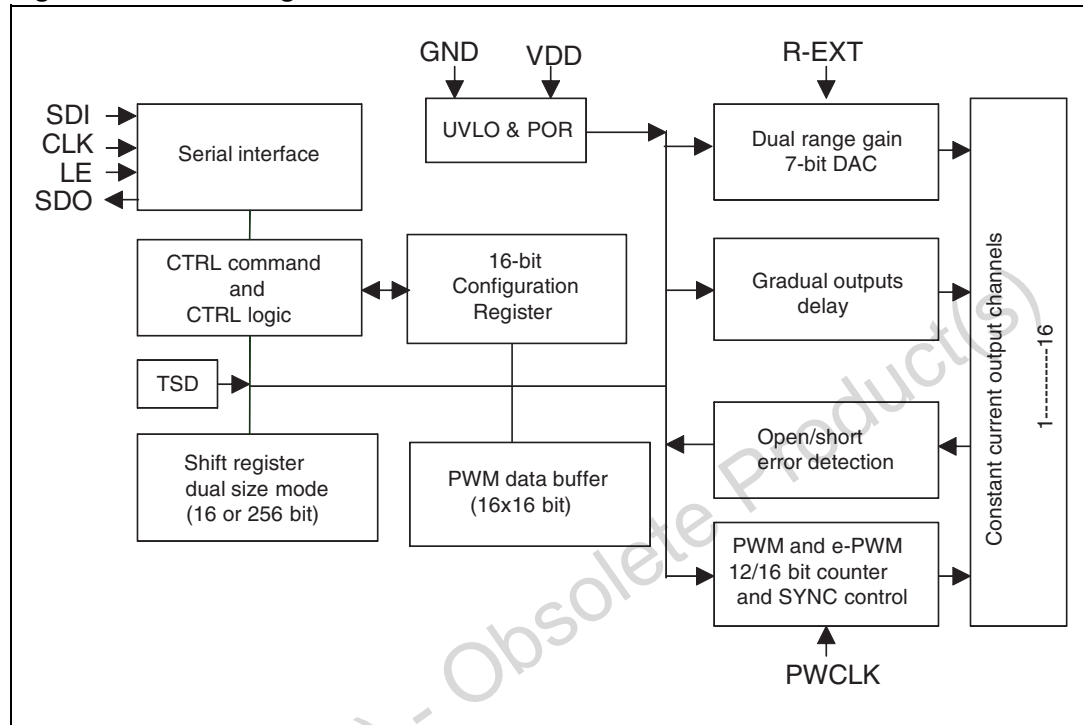 GND
VDD
R-EXT
SDI
CLK
LE
SDO
Serial interface
UVLO & POR
Dual range gain
7-bit DAC
CTRL command
and
CTRL logic
16-bit
Configuration
Register
Gradual outputs
delay
TSD
Shift register
dual size mode
(16 or 256 bit)
PWM data buffer
(16x16 bit)
Open/short
error detection
PWM and e-PWM
12/16 bit counter
and SYNC control
PWCLK
Constant current output channels
1-----------16
) - Obsolete Product(s)